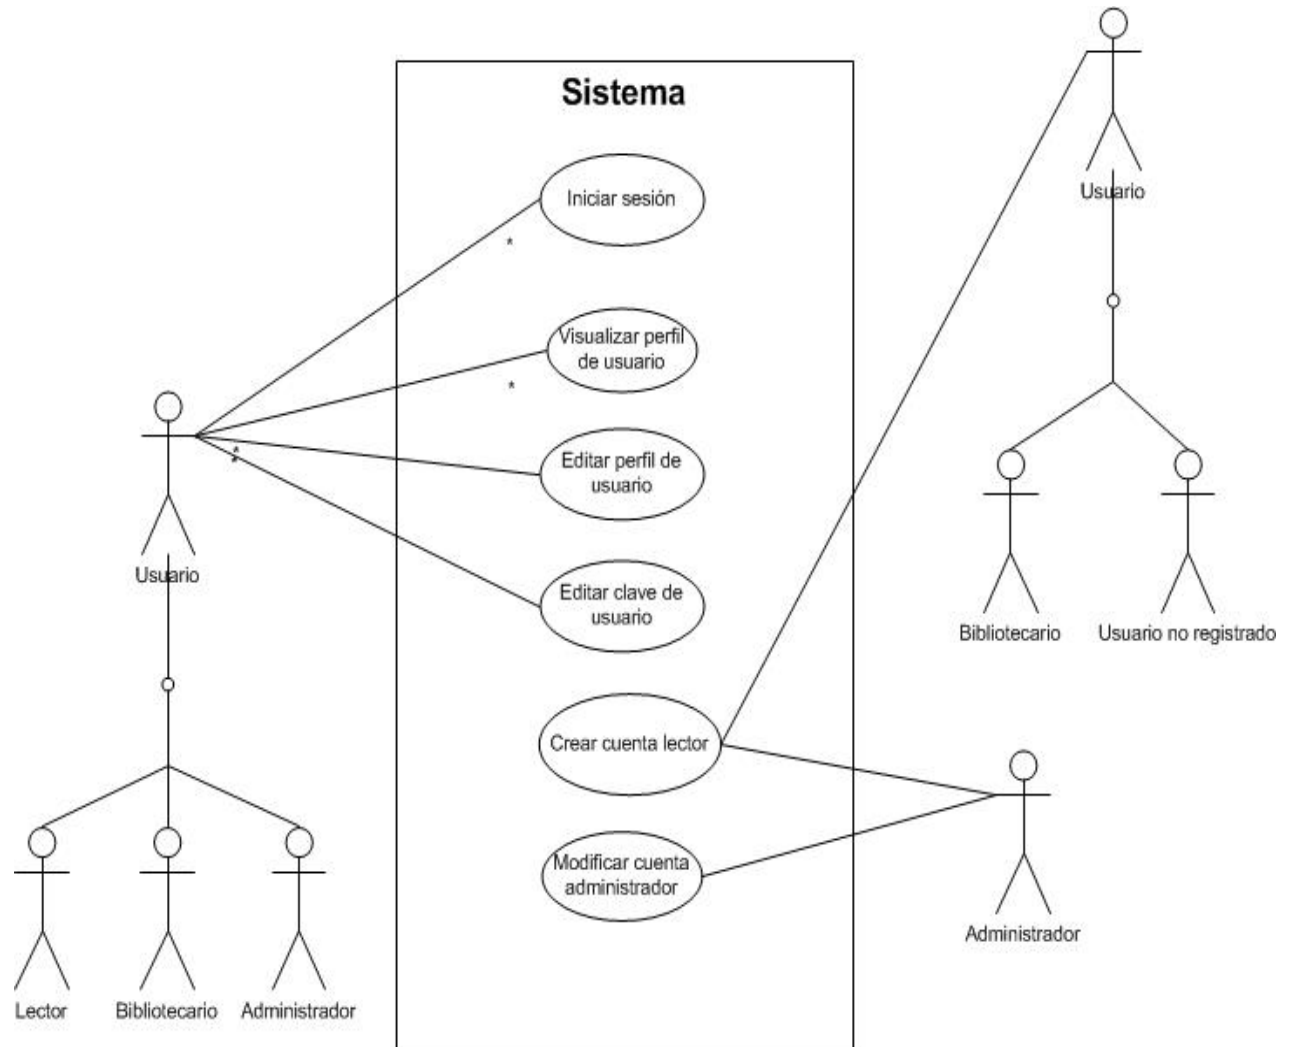 Sistema
Iniciar sesión
*
Visualizar perfil
de usuario
*
Editar perfil de
usuario
*
*
Editar clave de
usuario
Crear cuenta lector
Modificar cuenta
administrador
Usuario
Lector
Bibliotecario
Administrador
Usuario
Bibliotecario
Usuario no registrado
Administrador